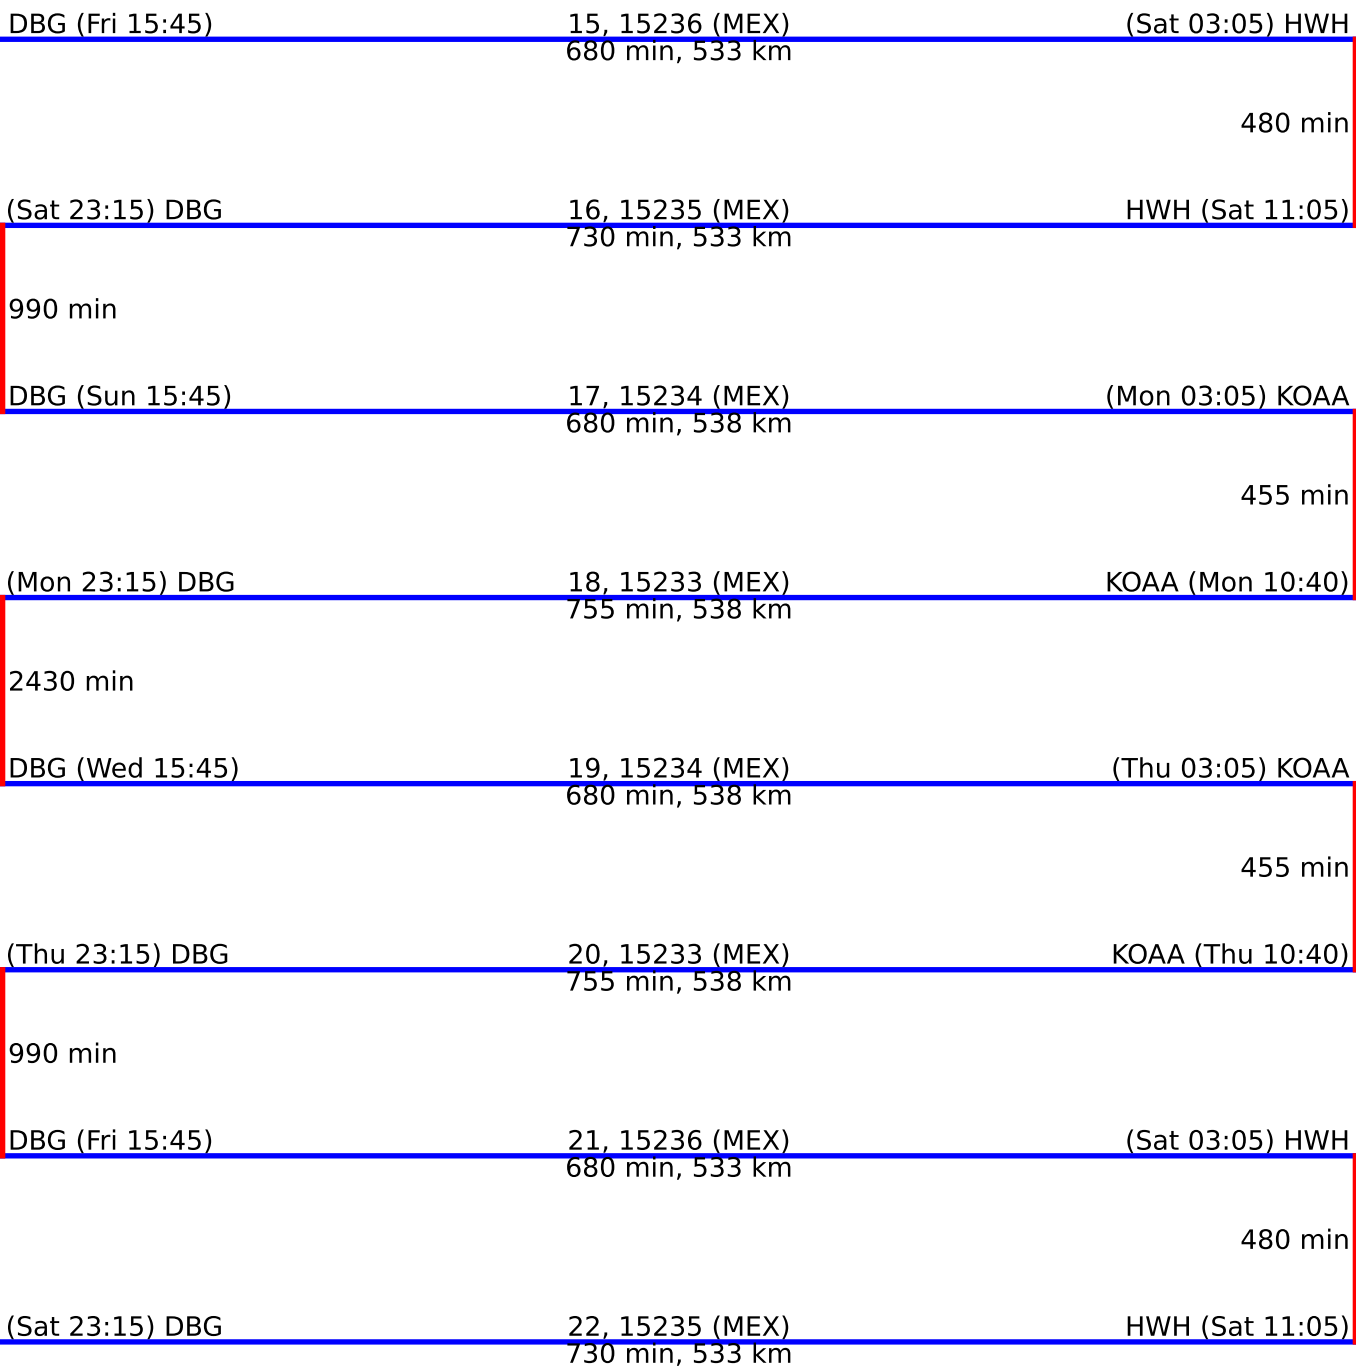 DBG (Fri 15:45) 15, 15236 (MEX) (Sat 03:05) HWH
680 min, 533 km
480 min
(Sat 23:15) DBG 16, 15235 (MEX) HWH (Sat 11:05)
730 min, 533 km
990 min
DBG (Sun 15:45) 17, 15234 (MEX) (Mon 03:05) KOAA
680 min, 538 km
455 min
(Mon 23:15) DBG 18, 15233 (MEX) KOAA (Mon 10:40)
755 min, 538 km
2430 min
DBG (Wed 15:45) 19, 15234 (MEX) (Thu 03:05) KOAA
680 min, 538 km
455 min
(Thu 23:15) DBG 20, 15233 (MEX) KOAA (Thu 10:40)
755 min, 538 km
990 min
DBG (Fri 15:45) 21, 15236 (MEX) (Sat 03:05) HWH
680 min, 533 km
480 min
(Sat 23:15) DBG 22, 15235 (MEX) HWH (Sat 11:05)
730 min, 533 km